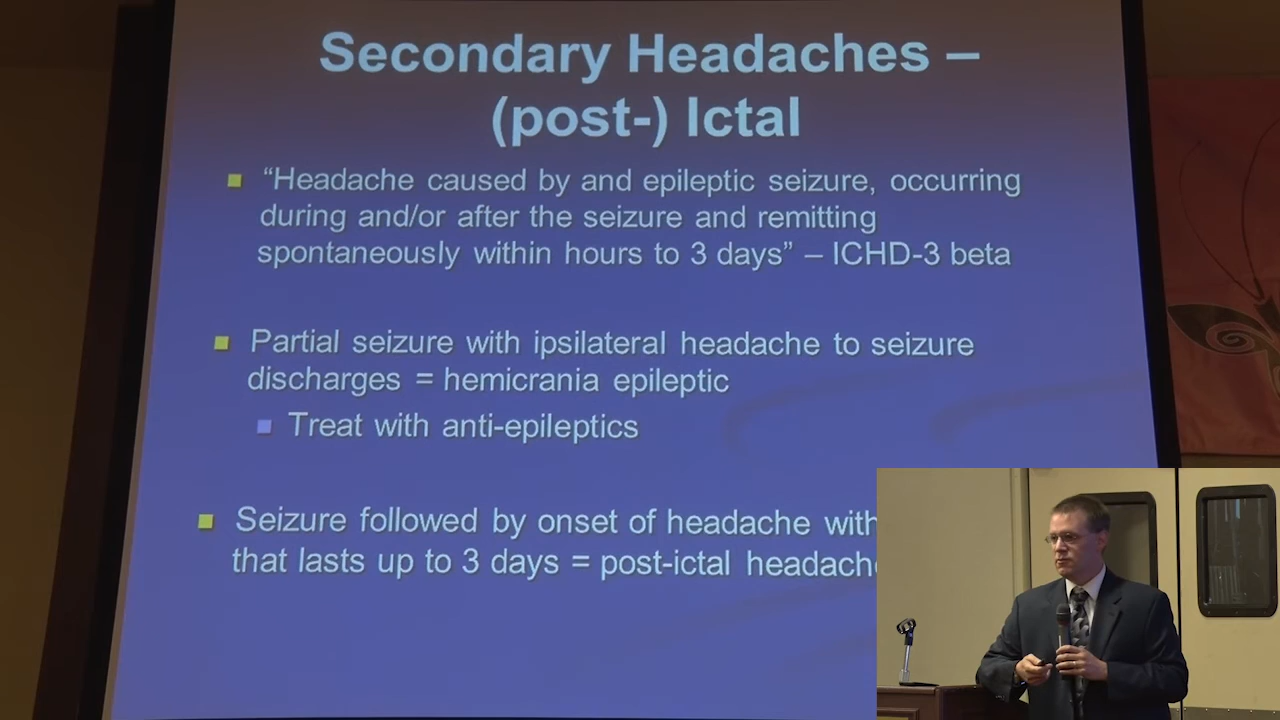 Secondary Headaches –
(post-) Ictal
“Headache caused by and epileptic seizure, occurring
during and/or after the seizure and remitting
spontaneously within hours to 3 days” – ICHD-3 beta
Partial seizure with ipsilateral headache to seizure
discharges = hemicrania epileptic
Treat with anti-epileptics
Seizure followed by onset of headache
that lasts up to 3 days = post-ictal